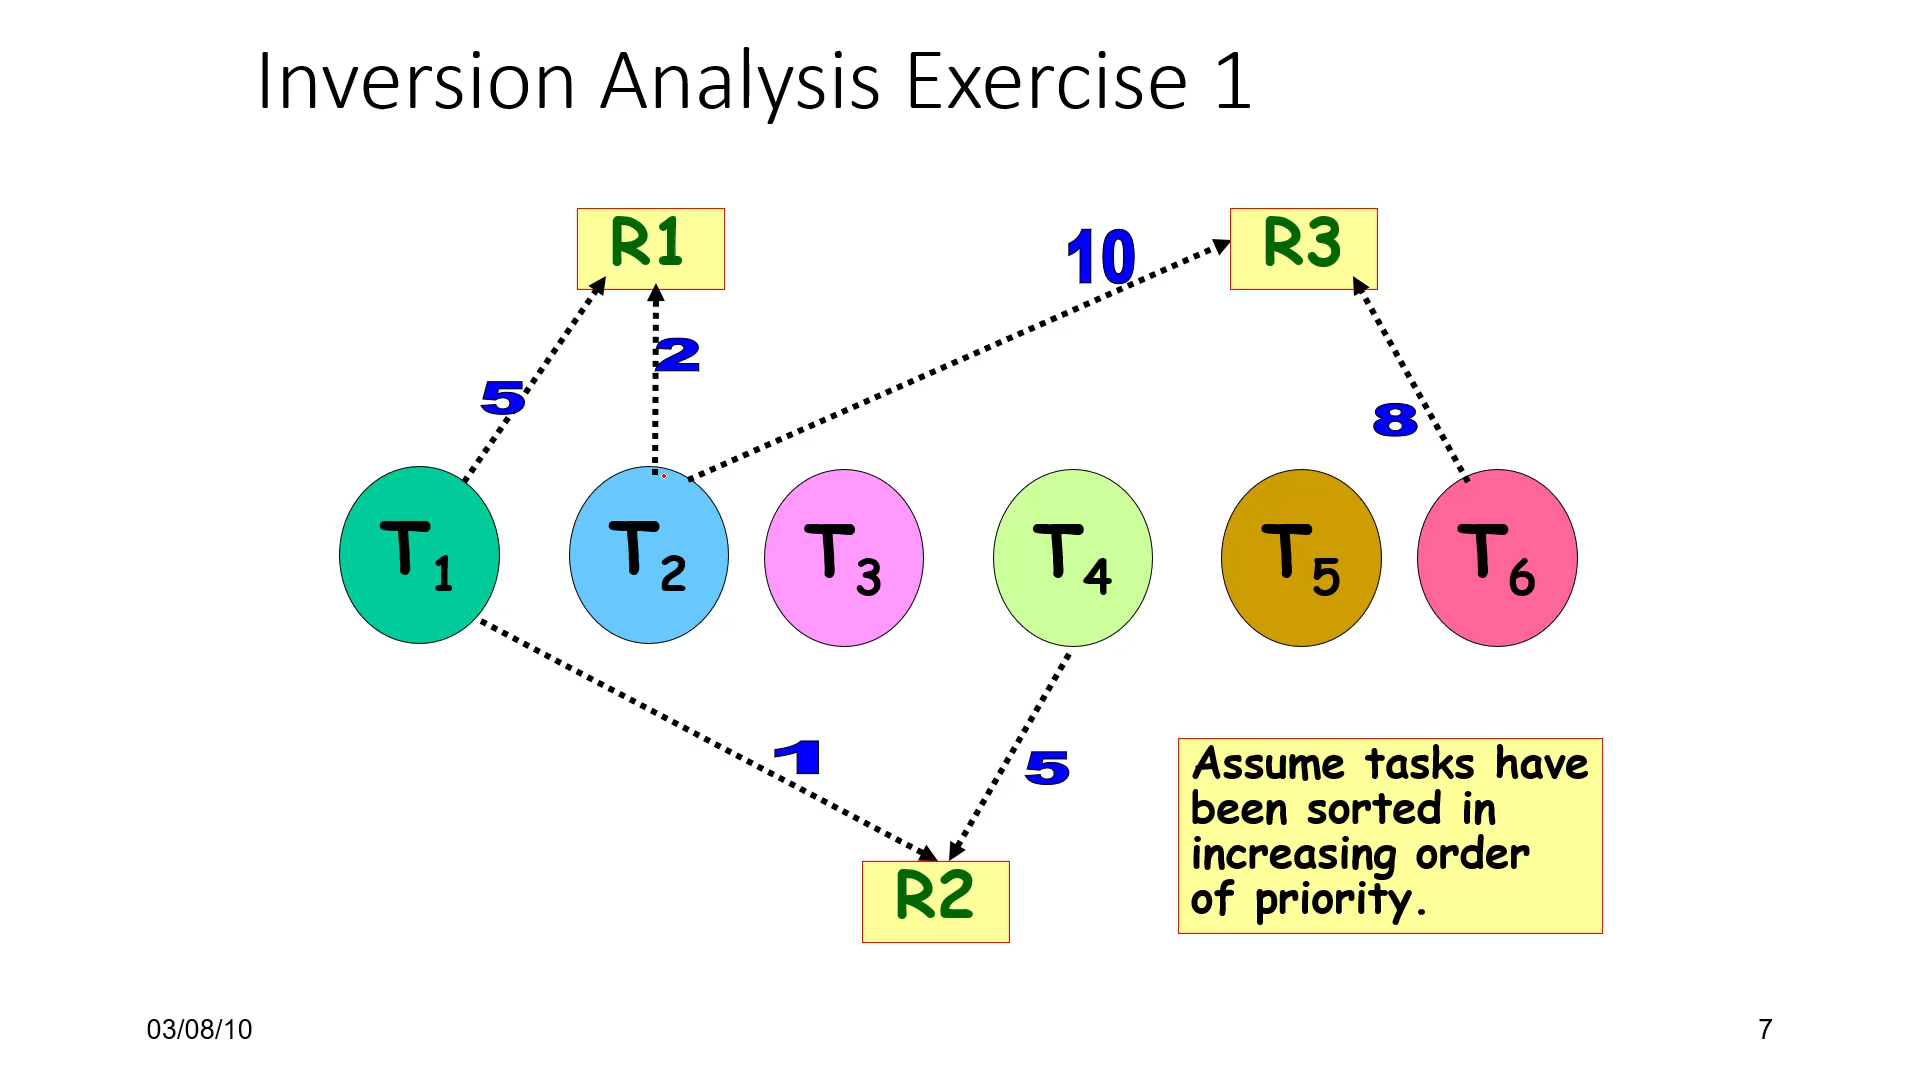 Inversion Analysis Exercise 1
R1
10
R3
2
5
8
T1
T2
T3
T4
T5
T6
1
5
Assume tasks have
been sorted in
increasing order
of priority.
R2
03/08/10
7